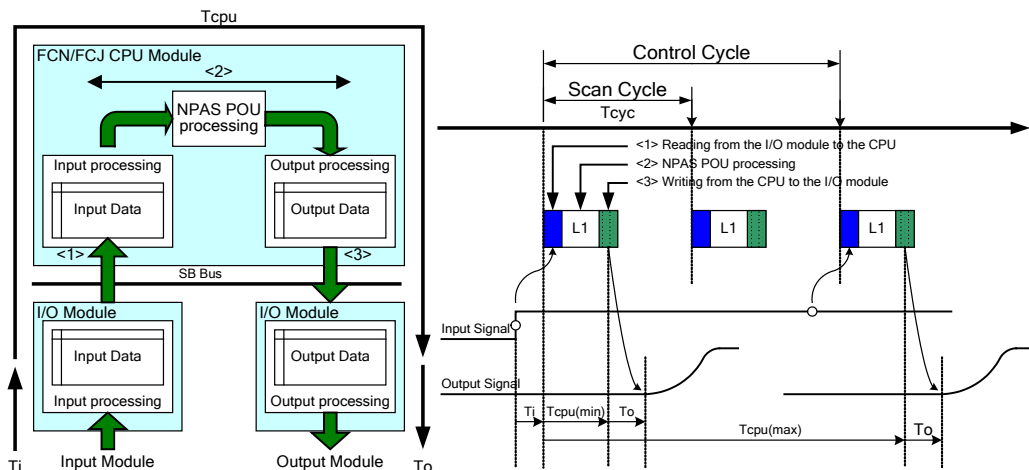 Tcpu
FCN/FCJ CPU Module
<2>
NPAS POU
processing
Input processing
Output processing
Input Data
Output Data
<1>
<3>
SB Bus
I/O Module
I/O Module
Input Data
Output Data
Input processing
Output processing
Ti
Input Module
Output Module
To
Control Cycle
Scan Cycle
Tcyc
<1> Reading from the I/O module to the CPU
<2> NPAS POU processing
<3> Writing from the CPU to the I/O module
L1
L1
Input Signal
Output Signal
Ti
Tcpu(min)
To
Tcpu(max)
To